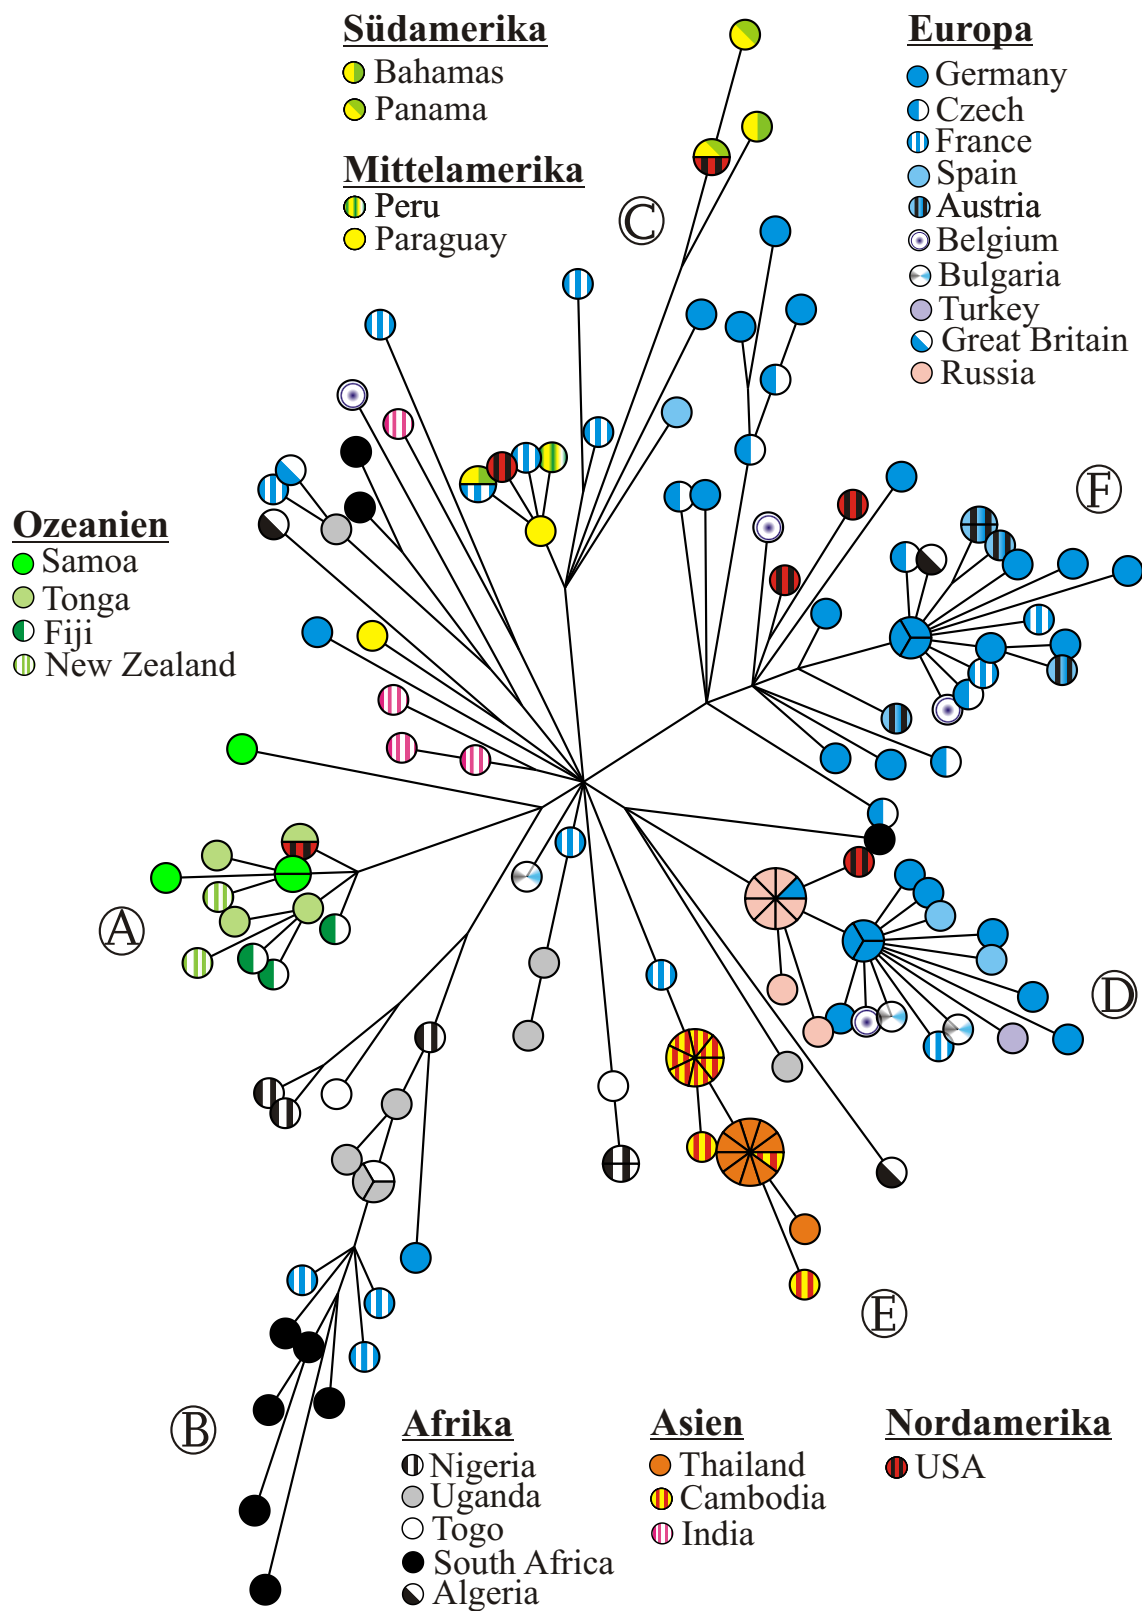 Südamerika
Bahamas
Panama
Mittelamerika
Peru
Paraguay
Europa
Germany
Czech
France
Spain
Austria
Belgium
Bulgaria
Turkey
Great Britain
Russia
C
F
Ozeanien
Samoa
Tonga
Fiji
New Zealand
A
D
E
B
Afrika
Nigeria
Uganda
Togo
South Africa
Algeria
Asien
Thailand
Cambodia
India
Nordamerika
USA